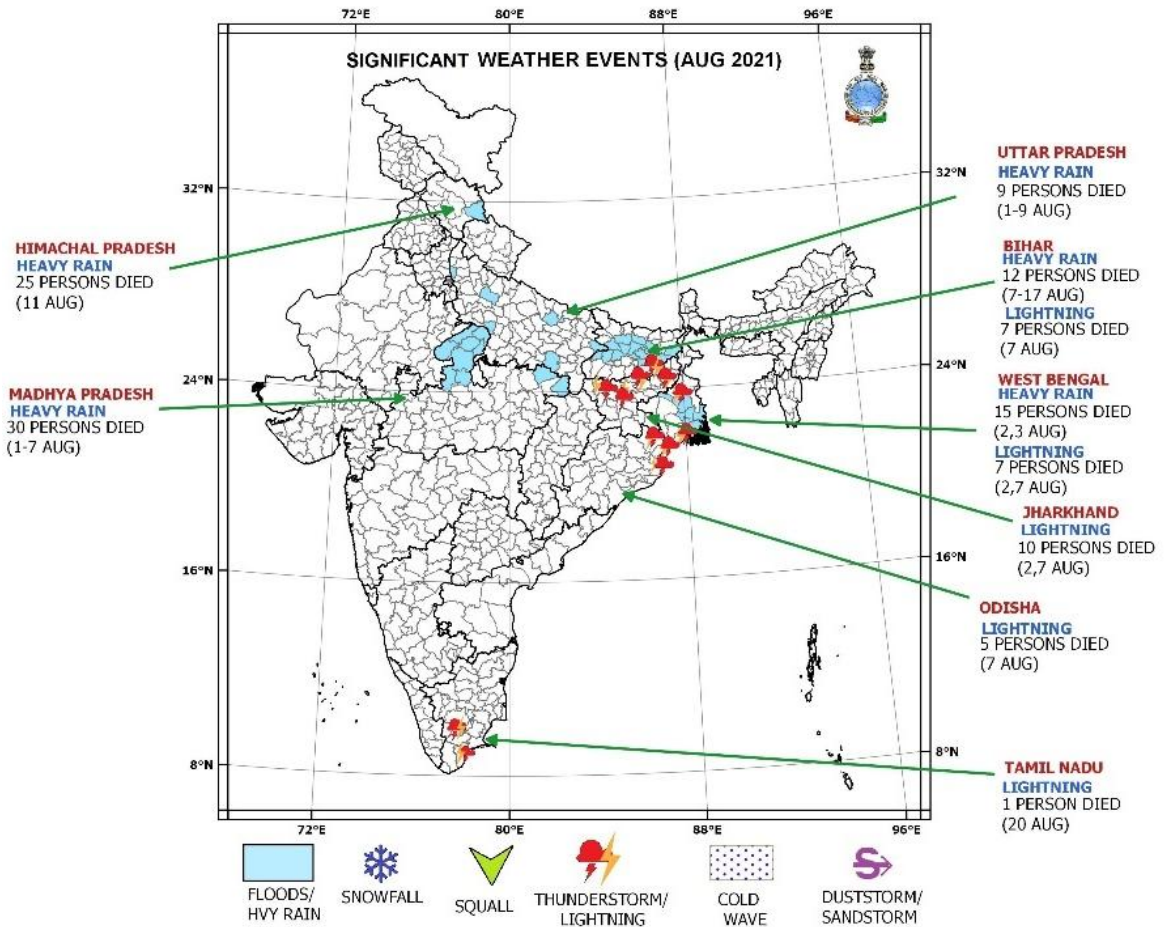 72°E 80°E 88°E 96°E
SIGNIFICANT WEATHER EVENTS (AUG 2021)
32°N
24°N
16°N
8°N
32°N
24°N
16°N
8°N
HIMACHAL PRADESH
HEAVY RAIN
25 PERSONS DIED
(11 AUG)
MADHYA PRADESH
HEAVY RAIN
30 PERSONS DIED
(1-7 AUG)
UTTAR PRADESH
HEAVY RAIN
9 PERSONS DIED
(1-9 AUG)
BIHAR
HEAVY RAIN
12 PERSONS DIED
(7-17 AUG)
LIGHTNING
7 PERSONS DIED
(7 AUG)
WEST BENGAL
HEAVY RAIN
15 PERSONS DIED
(2,3 AUG)
LIGHTNING
7 PERSONS DIED
(2,7 AUG)
JHARKHAND
LIGHTNING
10 PERSONS DIED
(2,7 AUG)
ODISHA
LIGHTNING
5 PERSONS DIED
(7 AUG)
TAMIL NADU
LIGHTNING
1 PERSON DIED
(20 AUG)
72°E 80°E 88°E 96°E
FLOODS/
HVY RAIN
SNOWFALL
SQUALL
THUNDERSTORM/
LIGHTNING
COLD
WAVE
DUSTSTORM/
SANDSTORM